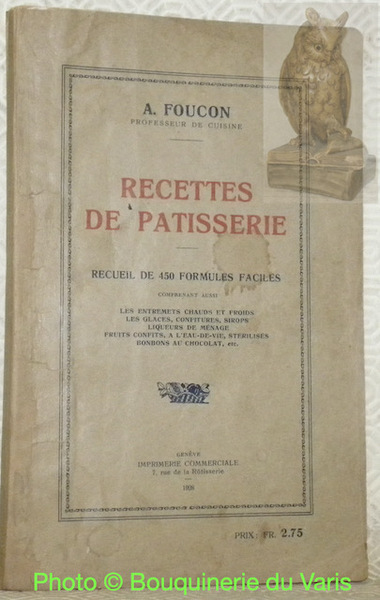 A. FOUCON
PROFESSEUR DE CUISINE
RECETTES
DE PATISSERIE
RECUEIL DE 450 FORMULES FACILES
COMPRENANT AUSSI
LES ENTREMETS CHAUDS ET FROIDS
LES GLACES, CONFITURES, SIROPS
LIQUEURS DE MÉNAGE
FRUITS CONFITS, A L'EAU-DE-VIE, STÉRILISÉS
BONBONS AU CHOCOLAT, etc.
GENÈVE
IMPRIMERIE COMMERCIALE
1, rue de la Rôtisserie
1926
PRIX: FR. 2.75
Photo © Bouquinerie du Varis